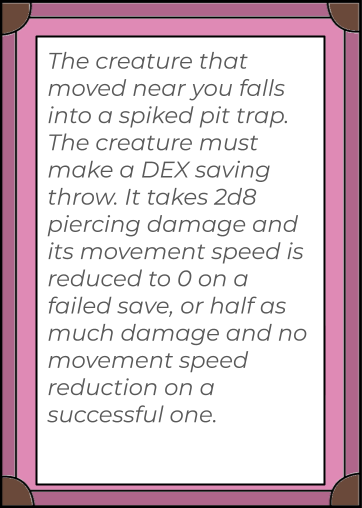 The creature that
moved near you falls
into a spiked pit trap.
The creature must
make a DEX saving
throw. It takes 2d8
piercing damage and
its movement speed is
reduced to 0 on a
failed save, or half as
much damage and no
movement speed
reduction on a
successful one.